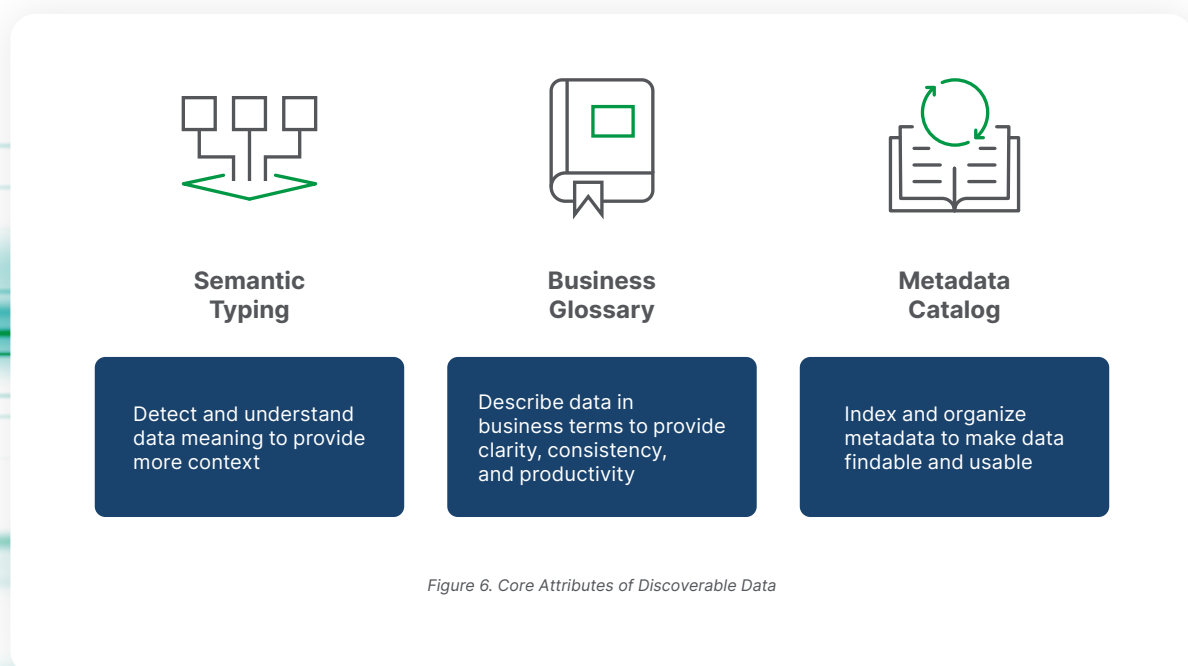 Semantic
Typing
Detect and understand
data meaning to provide
more context
Business
Glossary
Describe data in
business terms to provide
clarity, consistency,
and productivity
Metadada
Catalog
Index and organize
metadata to make data
findable and usable
Figure 6. Core Attributes of Discoverable Data